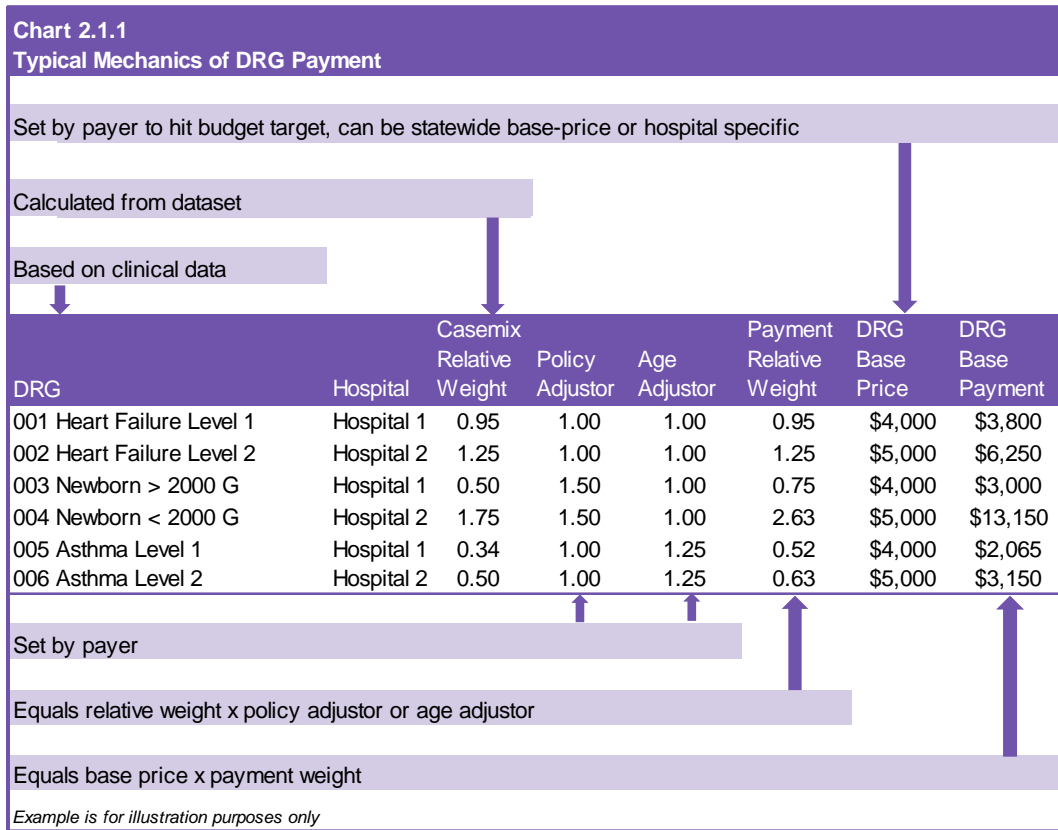 Chart 2.1.1
Typical Mechanics of DRG Payment
Set by payer to hit budget target, can be statewide base-price or hospital specific
Calculated from dataset
Based on clinical data
Casemix Payment DRG DRG
Relative Policy Age Relative Base Base
DRG Hospital Weight Adjustor Adjustor Weight Price Payment
001 Heart Failure Level 1 Hospital 1 0.95 1.00 1.00 0.95 $4,000 $3,800
002 Heart Failure Level 2 Hospital 2 1.25 1.00 1.00 1.25 $5,000 $6,250
003 Newborn > 2000 G Hospital 1 0.50 1.50 1.00 0.75 $4,000 $3,000
004 Newborn < 2000 G Hospital 2 1.75 1.50 1.00 2.63 $5,000 $13,150
005 Asthma Level 1 Hospital 1 0.34 1.00 1.25 0.52 $4,000 $2,065
006 Asthma Level 2 Hospital 2 0.50 1.00 1.25 0.63 $5,000 $3,150
Set by payer
Equals relative weight x policy adjustor or age adjustor
Equals base price x payment weight
Example is for illustration purposes only